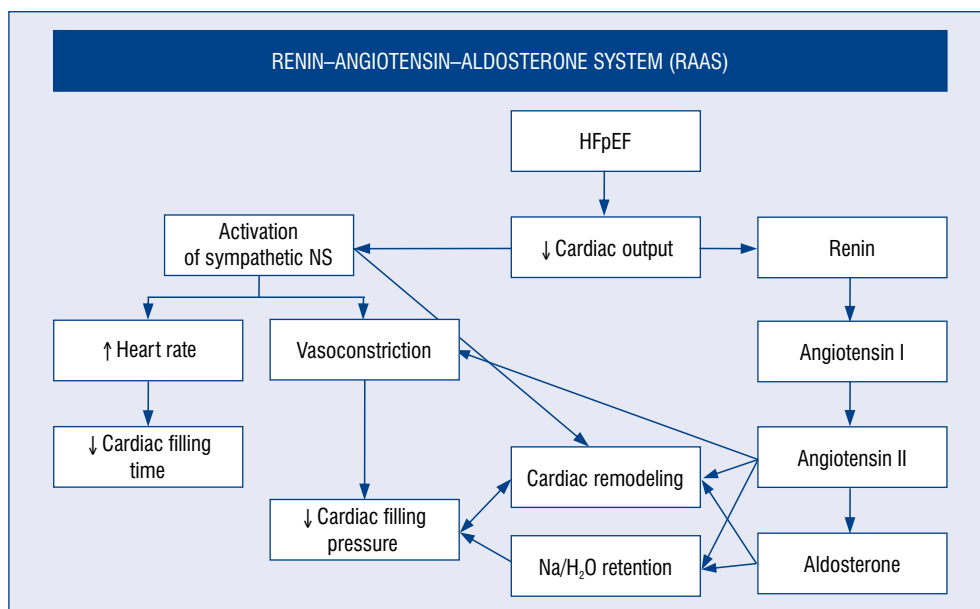 RENIN–ANGIOTENSIN–ALDOSTERONE SYSTEM (RAAS)
HFpEF
Activation
of sympathetic NS
↓ Cardiac output
Renin
↑ Heart rate
Vasoconstriction
Angiotensin I
↓ Cardiac filling
time
Cardiac remodeling
Angiotensin II
↓ Cardiac filling
pressure
Na/H₂O retention
Aldosterone